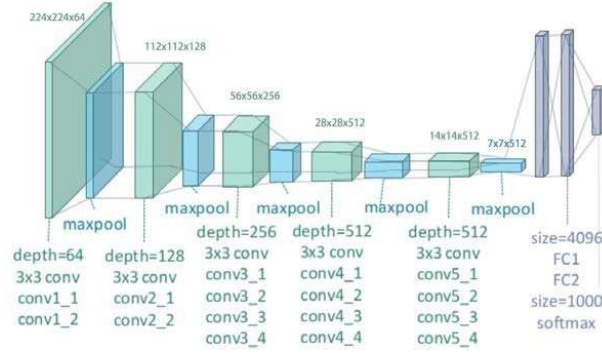 224x224x64
112x112x128
56x56x256
28x28x512
14x14x512
7x7x512
maxpool
maxpool
maxpool
maxpool
maxpool
depth=64
3x3 conv
conv1_1
conv1_2
depth=128
3x3 conv
conv2_1
conv2_2
depth=256
3x3 conv
conv3_1
conv3_2
conv3_3
conv3_4
depth=512
3x3 conv
conv4_1
conv4_2
conv4_3
conv4_4
depth=512
3x3 conv
conv5_1
conv5_2
conv5_3
conv5_4
size=4096
FC1
FC2
size=1000
softmax